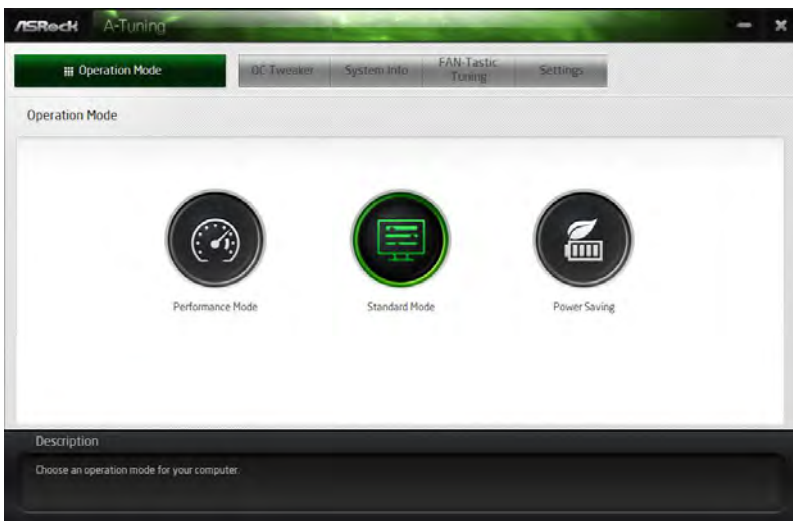 ASRock A-Tuning
Operation Mode
OC Tweaker
System Info
FAN-Tastic
Tuning
Settings
Operation Mode
Performance Mode
Standard Mode
Power Saving
Description
Choose an operation mode for your computer.